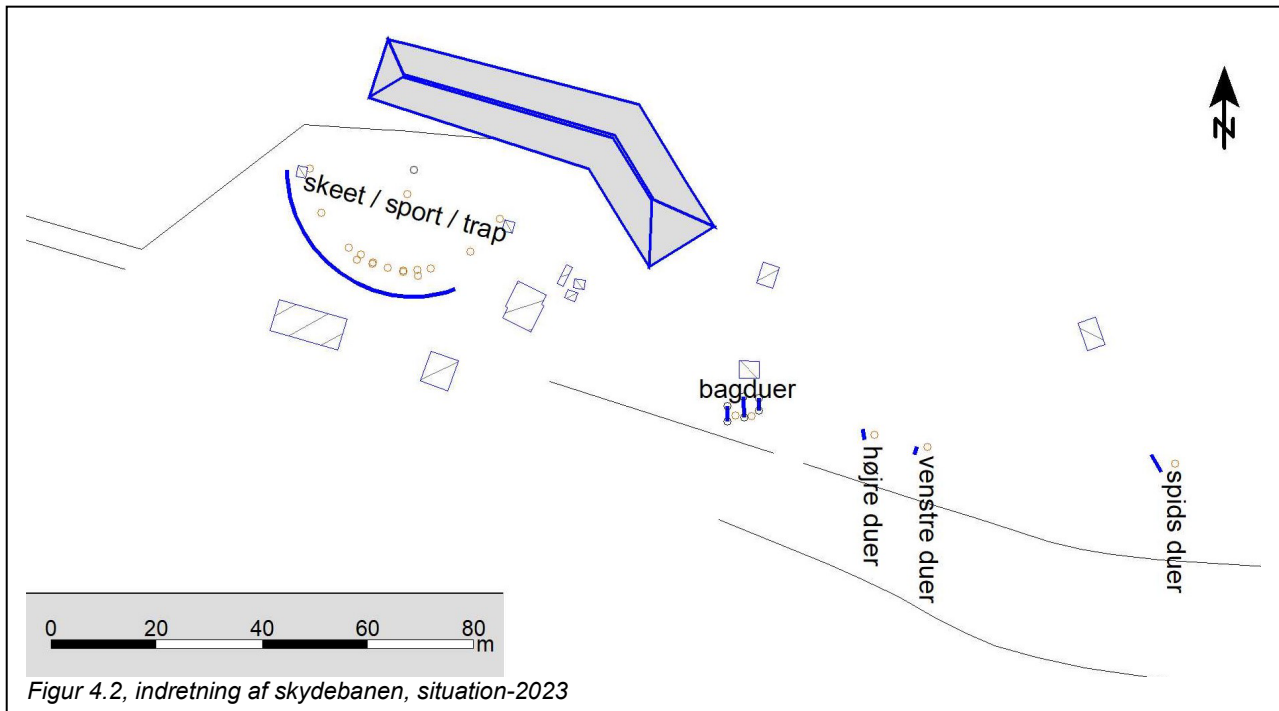 N
skeet / sport / trap
bagduer
højre duer
venstre duer
spids duer
0 20 40 60 80
m
Figur 4.2, indretning af skydebanen, situation-2023